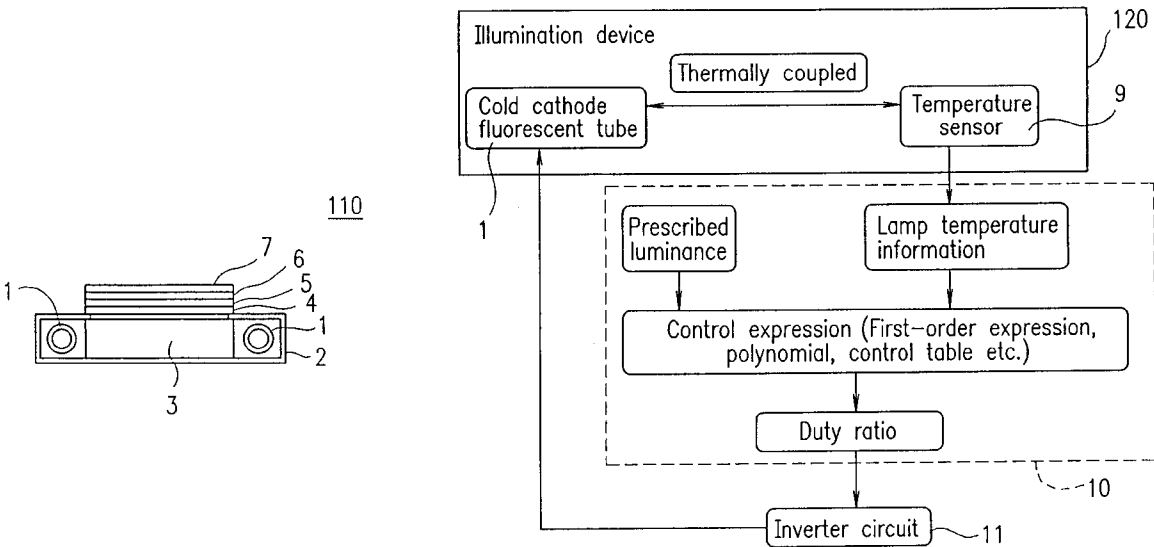 110
7
6
5
4
1
1
2
3
120
Illumination device
Thermally coupled
Cold cathode
fluorescent tube
Temperature
sensor
9
1
Prescribed
luminance
Lamp temperature
information
Control expression (First-order expression,
polynomial, control table etc.)
Duty ratio
10
Inverter circuit
11